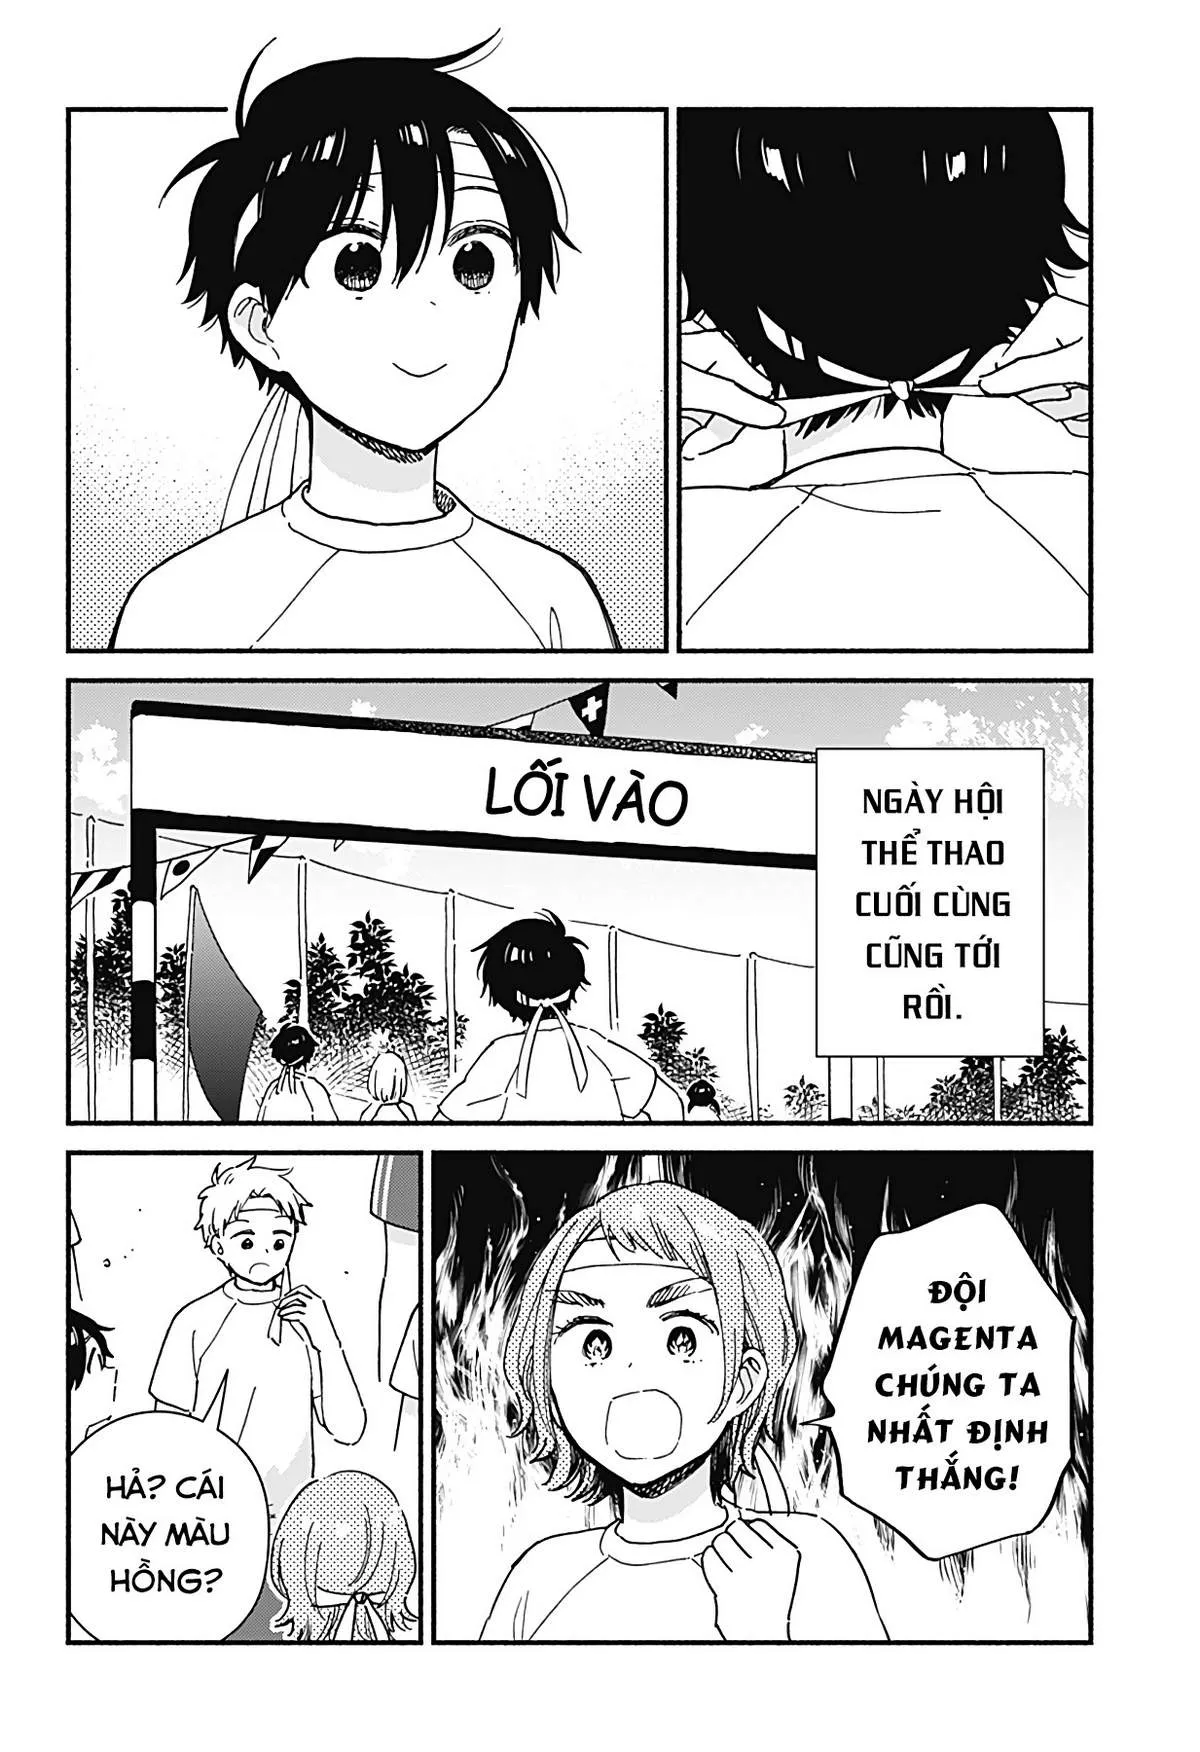 LỐI VÀO
NGÀY HỘI
THỂ THAO
CUỐI CÙNG
CŨNG TỚI
RỒI.
ĐỘI
MAGENTA
CHÚNG TA
NHẤT ĐỊNH
THẮNG!
HẢ? CÁI
NÀY MÀU
HỒNG?